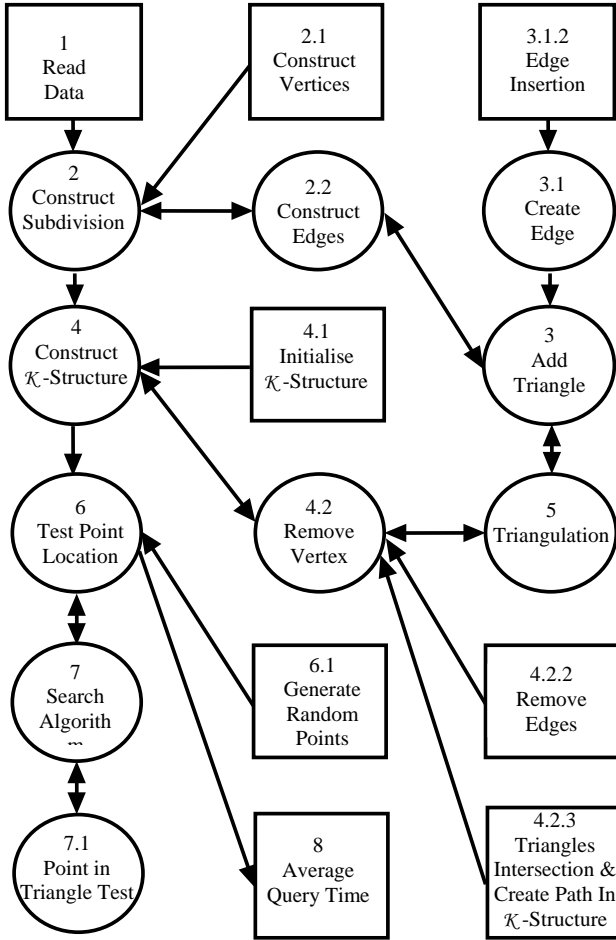 1
Read
Data
2.1
Construct
Vertices
3.1.2
Edge
Insertion
2
Construct
Subdivision
2.2
Construct
Edges
3.1
Create
Edge
4
Construct
𝒦-Structure
4.1
Initialise
𝒦-Structure
3
Add
Triangle
6
Test Point
Location
4.2
Remove
Vertex
5
Triangulation
7
Search
Algorith
m
6.1
Generate
Random
Points
4.2.2
Remove
Edges
7.1
Point in
Triangle Test
8
Average
Query Time
4.2.3
Triangles
Intersection &
Create Path In
𝒦-Structure